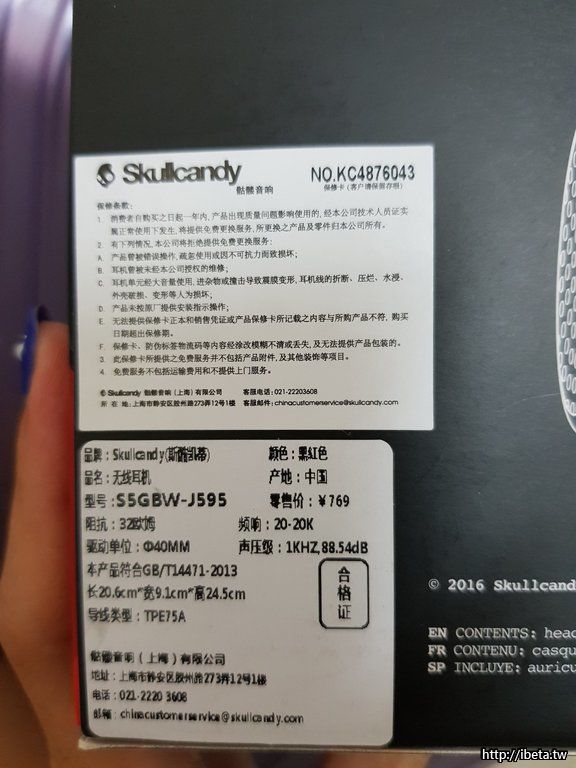 Skullcandy
骷髅音响
NO.KC4876043
保修卡(客户请保留存根)
保修条款:
1. 消费者自购买之日起一年内, 产品出现质量问题影响使用的, 经本公司技术人员证实
属正常使用下发生, 将提供免费更换服务, 所更换之产品及零件归本公司所有。
2. 有下列情况, 本公司将拒绝提供免费更换服务:
A. 产品曾被错误操作, 疏忽使用或因不可抗力而致损坏;
B. 耳机曾被未经本公司授权的维修;
C. 耳机单元经大音量使用, 进杂物或撞击导致震膜变形, 耳机线的折断、压烂、水浸、
外壳破损、变形等人为损坏;
D. 产品未按原厂提供安装指示操作;
E. 无法提供保修卡正本和销售凭证或产品保修卡所记载之内容与所购产品不符, 购买
日期超出保修期。
F. 保修卡、防伪标签物流码等内容经涂改模糊不清或丢失, 及无法提供产品包装的。
3. 此保修卡所提供之免费服务并不包括产品附件, 及其他装饰等项目。
4. 免费服务不包括运输费用和不提供上门服务。
Skullcandy 骷髅音响(上海)有限公司 客服电话: 021-22203608
所 在 地: 上海市静安区胶州路273弄12号1楼 客服邮件: chinacustomerservice@skullcandy.com
品牌: Skullcandy(斯酷凯蒂) 颜色: 黑红色
品名: 无线耳机 产地: 中国
型号: S5GBW-J595 零售价: ¥769
阻抗: 32欧姆 频响: 20-20K
驱动单位: Φ40MM 声压级: 1KHZ,88.54dB
本产品符合GB/T14471-2013
长20.6cm*宽9.1cm*高24.5cm
导线类型: TPE75A
合格证
骷髅音响(上海)有限公司
地址: 上海市静安区胶州路273弄12号1楼
电话: 021-2220 3608
邮箱: chinacustomerservice@skullcandy.com
© 2016 Skullcand
EN CONTENTS: head
FR CONTENU: casqu
SP INCLUYE: auricu
http://ibeta.tw